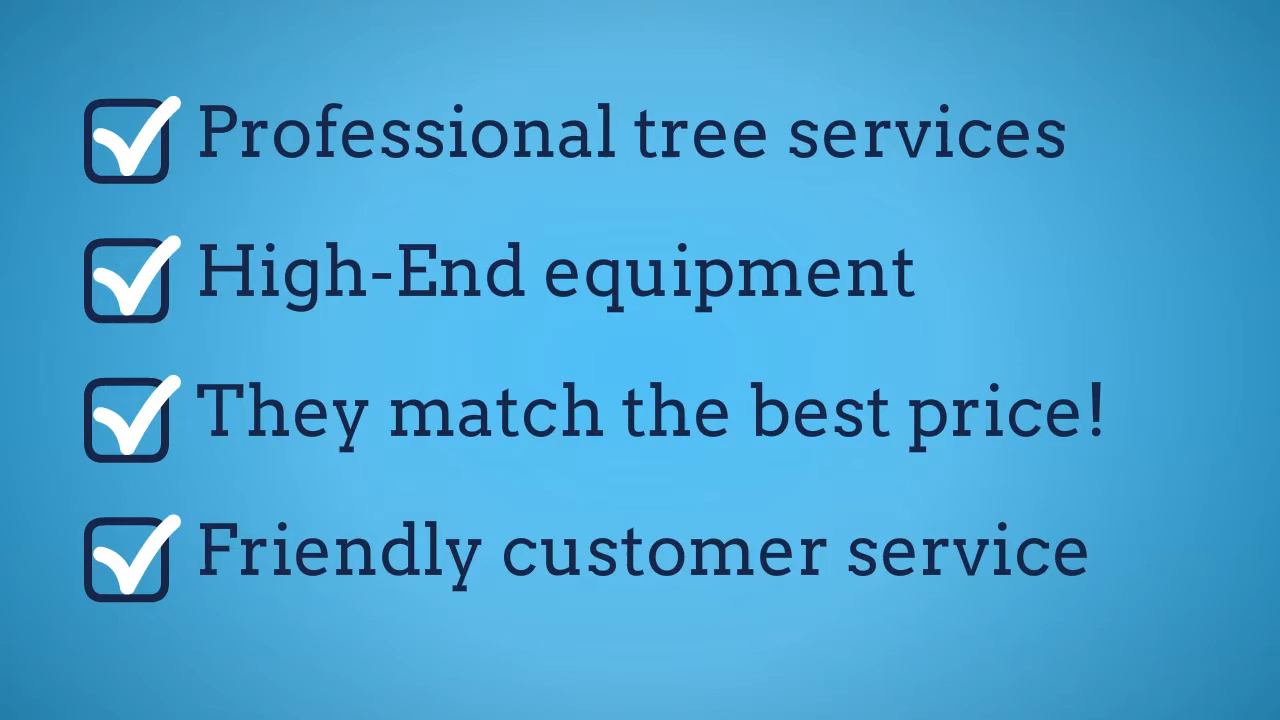 Professional tree services
High-End equipment
They match the best price!
Friendly customer service